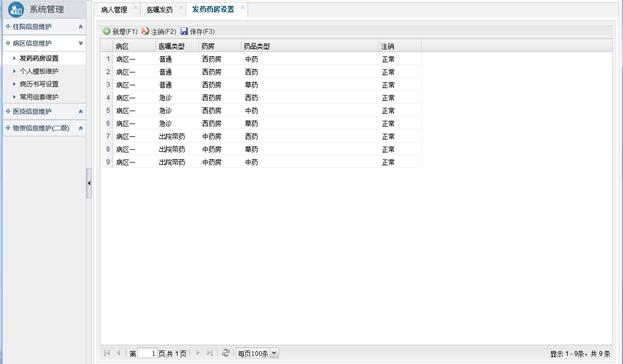 系统管理
住院信息维护
病区信息维护
发药药房设置
个人模板维护
病历书写设置
常用组套维护
医技信息维护
物资信息维护(二级)
病人管理 医嘱发药 发药药房设置
新增(F1) 注销(F2) 保存(F3)
病区 医嘱类型 药房 药品类型 注销
1 病区一 普通 西药房 中药 正常
2 病区一 普通 西药房 西药 正常
3 病区一 普通 西药房 草药 正常
4 病区一 急诊 西药房 西药 正常
5 病区一 急诊 西药房 中药 正常
6 病区一 急诊 西药房 草药 正常
7 病区一 出院带药 中药房 西药 正常
8 病区一 出院带药 中药房 草药 正常
9 病区一 出院带药 中药房 中药 正常
第 1 页,共 1 页 每页100条 显示 1 - 9条，共 9 条